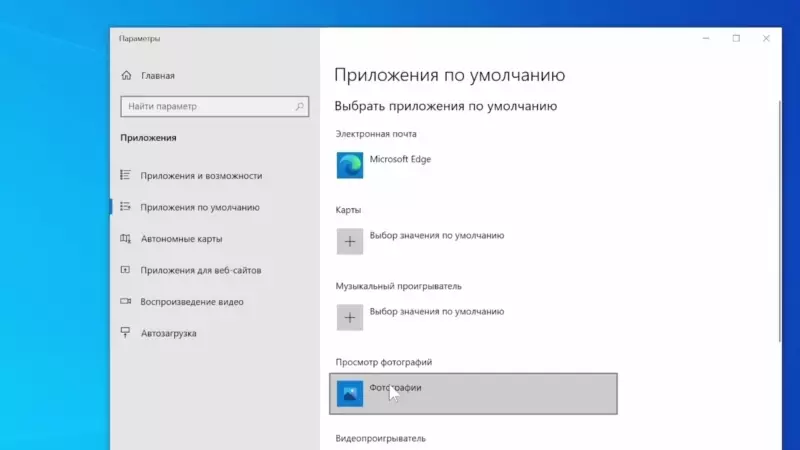 Параметры
Главная
Найти параметр
Приложения
Приложения и возможности
Приложения по умолчанию
Автономные карты
Приложения для веб-сайтов
Воспроизведение видео
Автозагрузка
Приложения по умолчанию
Выбрать приложения по умолчанию
Электронная почта
Microsoft Edge
Карты
Выбор значения по умолчанию
Музыкальный проигрыватель
Выбор значения по умолчанию
Просмотр фотографий
Фотографии
Видеопроигрыватель